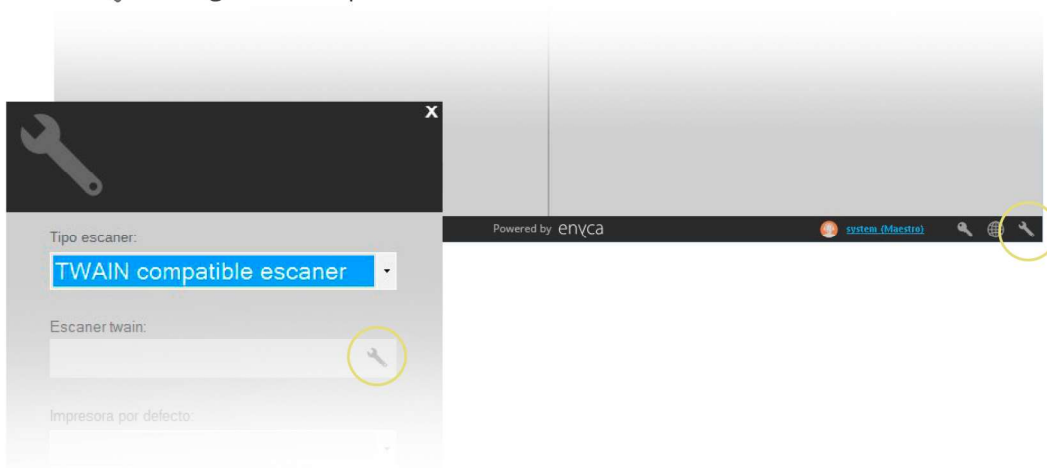 X
Tipo escaner:
TWAIN compatible escaner
Escaner twain:
Impresora por defecto:
Powered by enyca
system (Maestro)